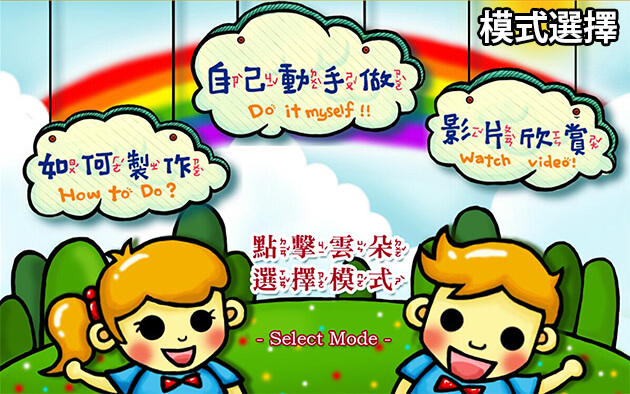 模式選擇
自己動手做
Do it myself!!
影片欣賞
Watch video!
如何製作
How to Do?
點擊雲朵
選擇模式
- Select Mode -